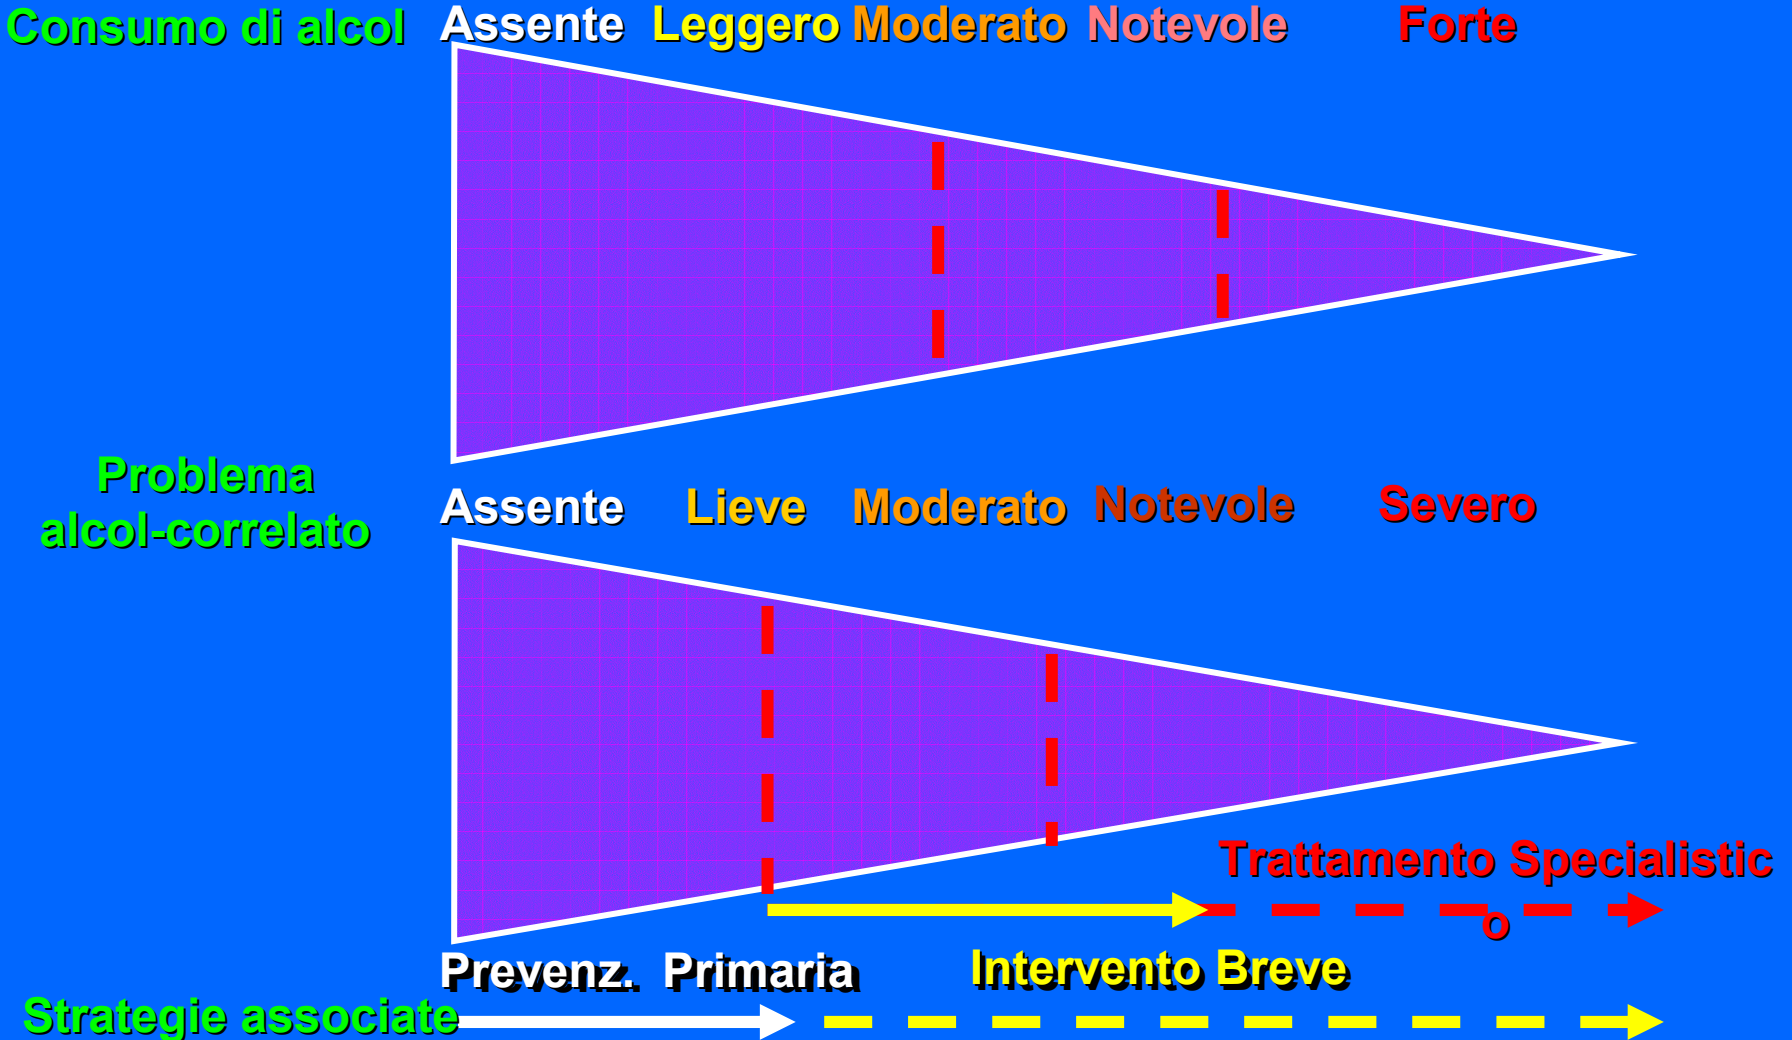 Consumo di alcol
Assente Leggero Moderato Notevole Forte
Problema
alcol-correlato
Assente Lieve Moderato Notevole Severo
Trattamento Specialistic
o
Prevenz. Primaria
Intervento Breve
Strategie associate